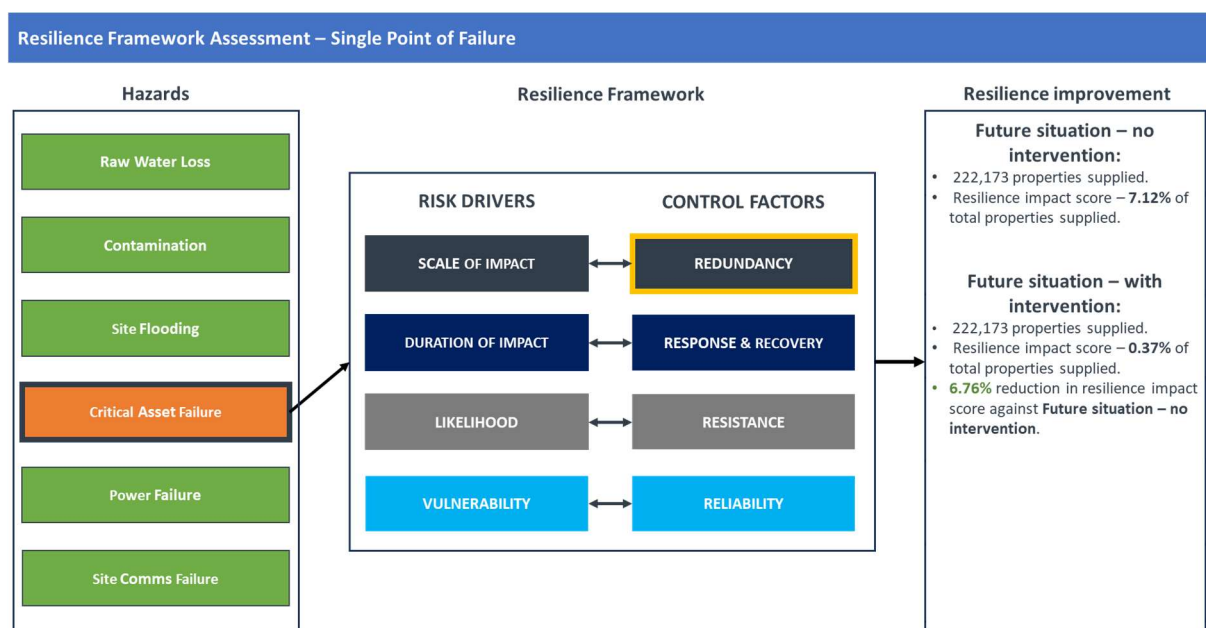 Resilience Framework Assessment – Single Point of Failure
Hazards
Raw Water Loss
Contamination
Site Flooding
Critical Asset Failure
Power Failure
Site Comms Failure
Resilience Framework
RISK DRIVERS
CONTROL FACTORS
SCALE OF IMPACT
REDUNDANCY
DURATION OF IMPACT
RESPONSE & RECOVERY
LIKELIHOOD
RESISTANCE
VULNERABILITY
RELIABILITY
Resilience improvement
Future situation – no
intervention:
• 222,173 properties supplied.
• Resilience impact score – 7.12% of
total properties supplied.
Future situation – with
intervention:
• 222,173 properties supplied.
• Resilience impact score – 0.37% of
total properties supplied.
• 6.76% reduction in resilience impact
score against Future situation – no
intervention.